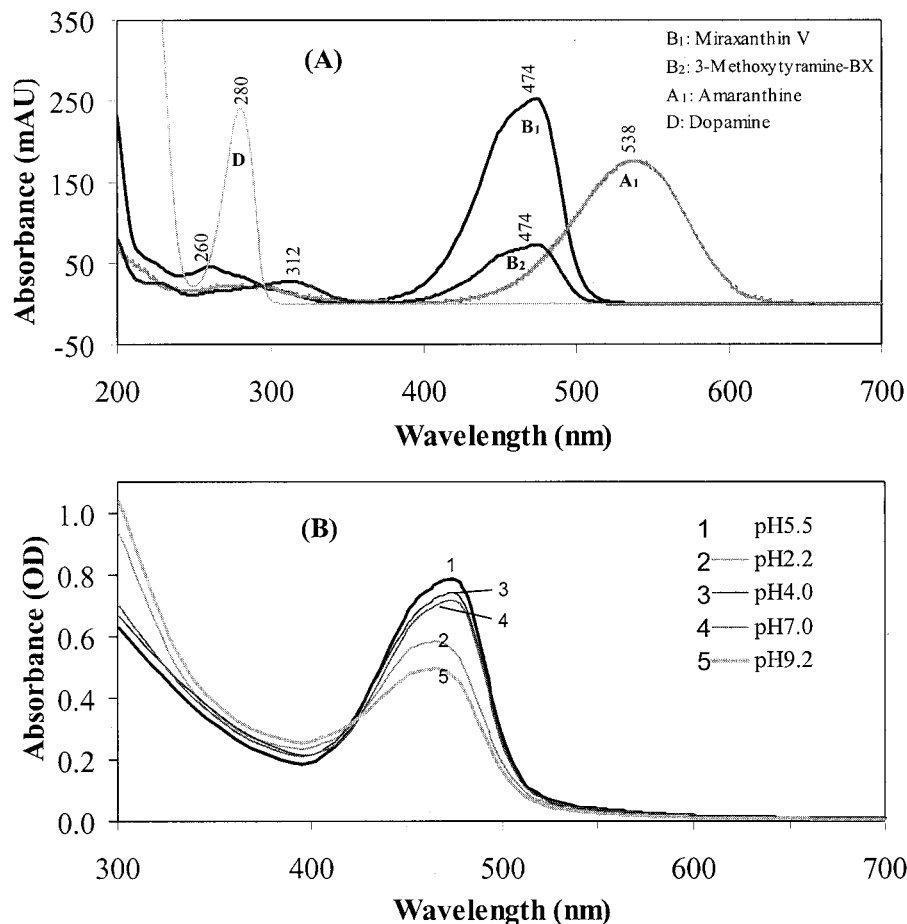 350
250
150
50
-50
Absorbance (mAU)
(A)
280
D
260
312
474
B1
474
B2
538
A1
B1: Miraxanthin V
B2: 3-Methoxytyramine-BX
A1: Amaranthine
D: Dopamine
200 300 400 500 600 700
Wavelength (nm)
1.0
0.8
0.6
0.4
0.2
0.0
Absorbance (OD)
(B)
1
3
4
2
5
1 pH5.5
2 pH2.2
3 pH4.0
4 pH7.0
5 pH9.2
300 400 500 600 700
Wavelength (nm)